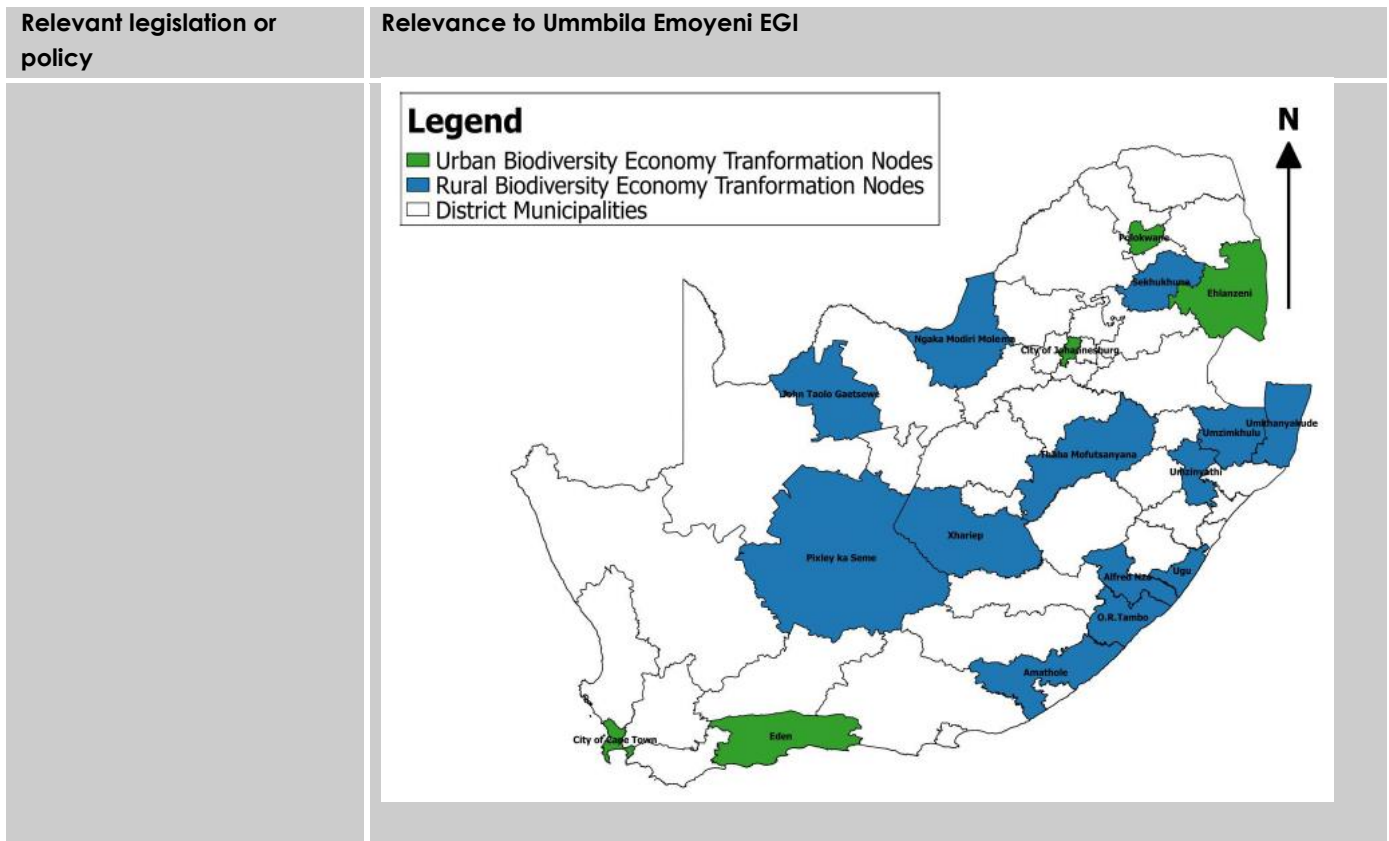 Relevant legislation or
policy
Relevance to Ummbila Emoyeni EGI
Legend
Urban Biodiversity Economy Tranformation Nodes
Rural Biodiversity Economy Tranformation Nodes
District Municipalities
N
Polokwane
Sekhukhune
Ehlanzeni
Ngaka Modiri Molema
City of Johannesburg
John Taolo Gaetsewe
Umkhanyakude
Umzimkhulu
Thabo Mofutsanyana
Umzinyathi
Xhariep
Pixley ka Seme
Ugu
Alfred Nzo
O.R.Tambo
Amathole
Eden
City of Cape Town